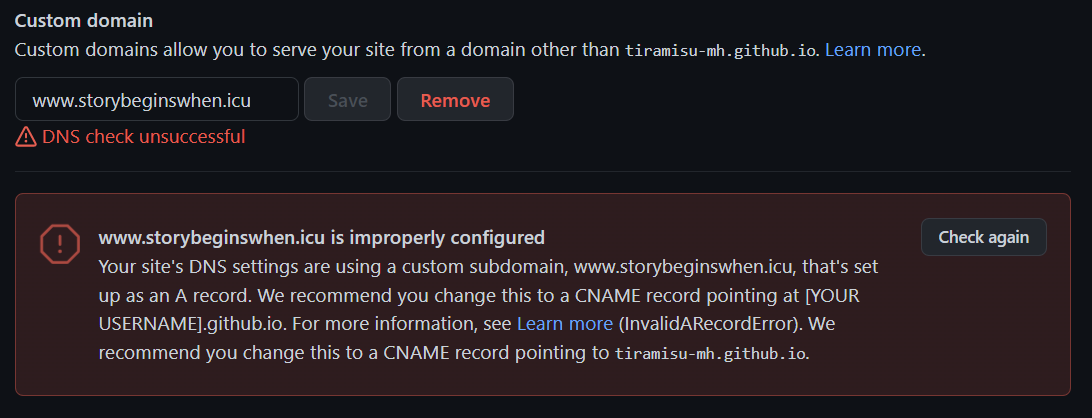 Custom domain
Custom domains allow you to serve your site from a domain other than tiramisu-mh.github.io. Learn more.
www.storybeginswhen.icu Save Remove
DNS check unsuccessful
www.storybeginswhen.icu is improperly configured
Check again
Your site's DNS settings are using a custom subdomain, www.storybeginswhen.icu, that's set
up as an A record. We recommend you change this to a CNAME record pointing at [YOUR
USERNAME].github.io. For more information, see Learn more (InvalidARecordError). We
recommend you change this to a CNAME record pointing to tiramisu-mh.github.io.